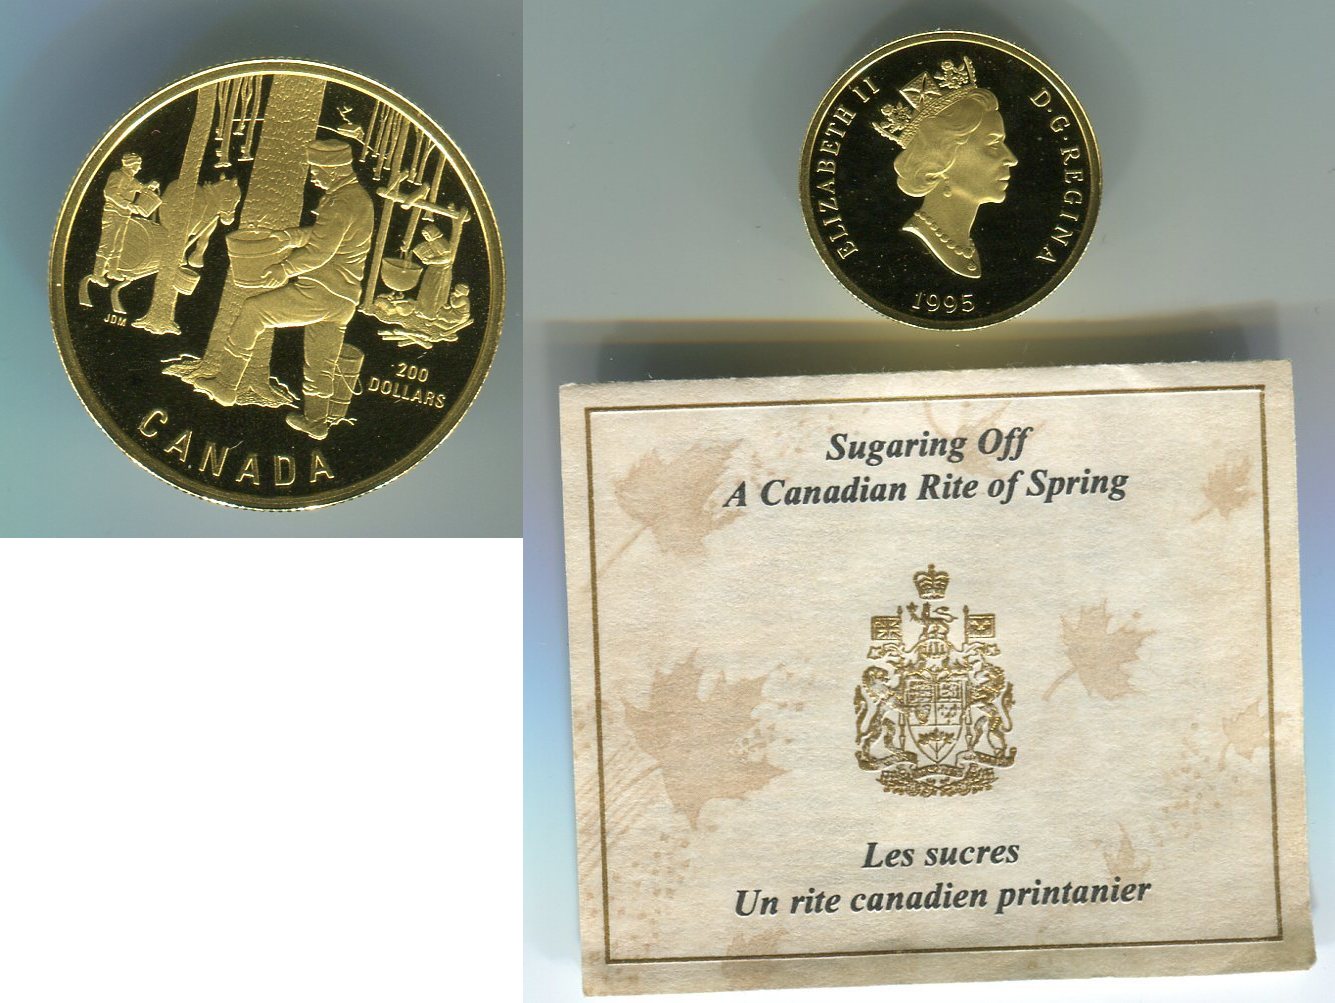 JDM
200
DOLLARS
CANADA
ELIZABETH II
D·G·REGINA
1995
Sugaring Off
A Canadian Rite of Spring
Les sucres
Un rite canadien printanier